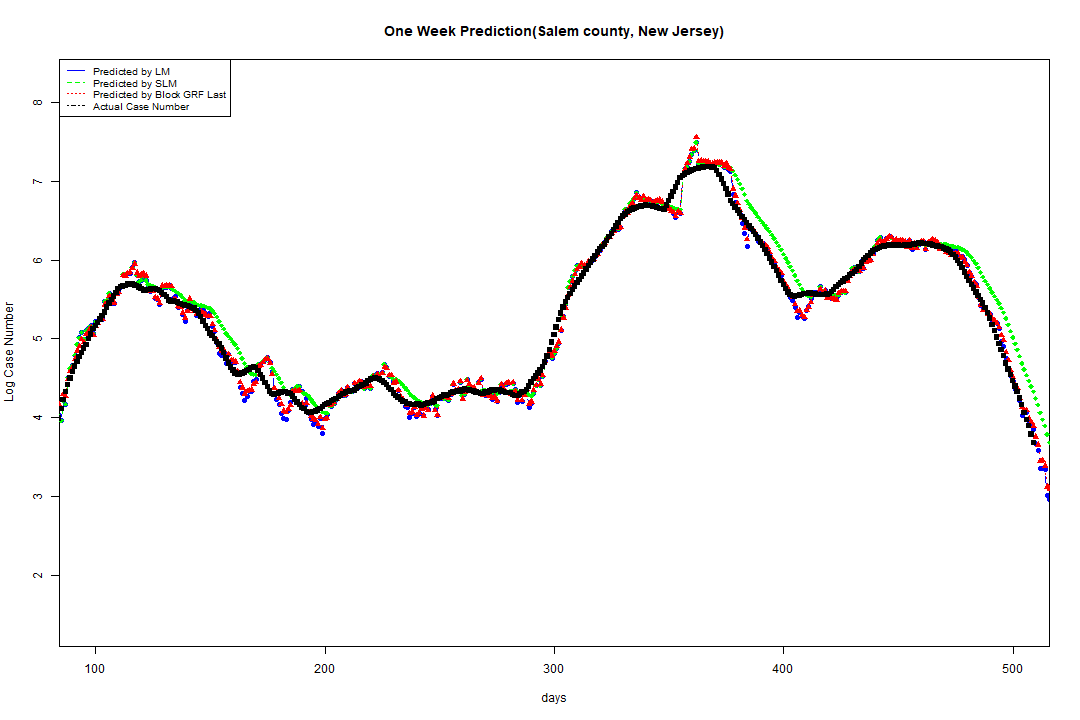 One Week Prediction(Salem county, New Jersey)
Predicted by LM
Predicted by SLM
Predicted by Block GRF Last
Actual Case Number
8
7
6
5
4
3
2
Log Case Number
100 200 300 400 500
days